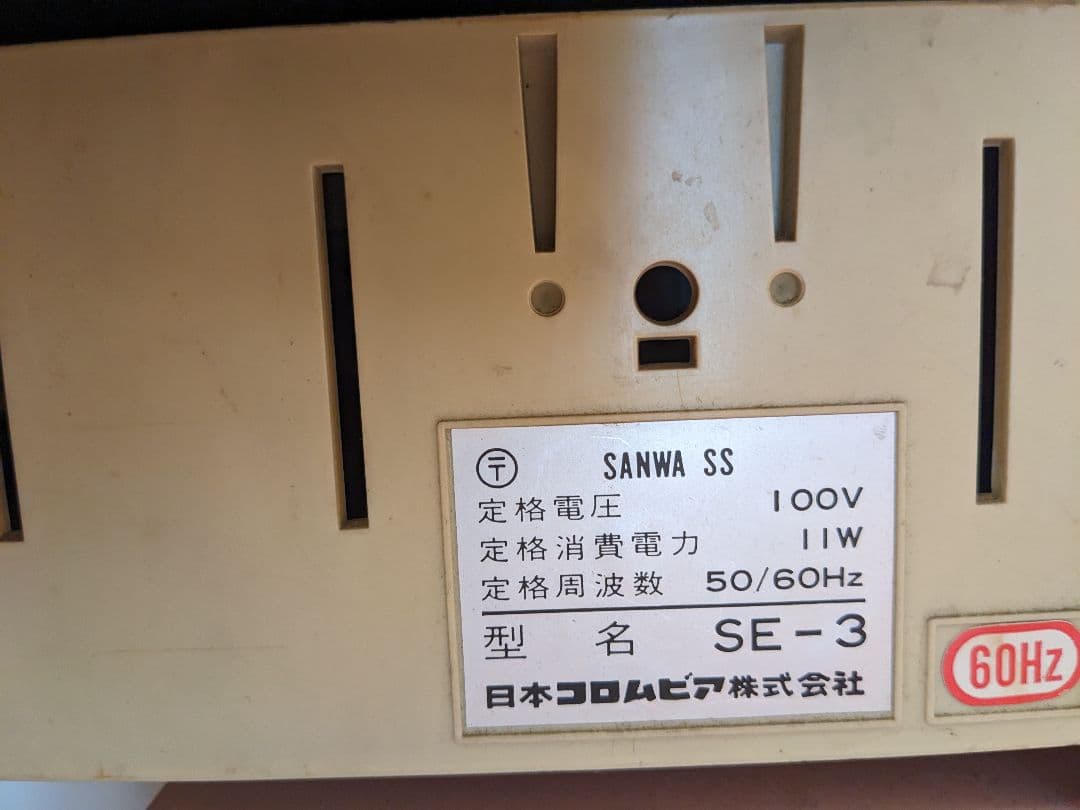 〒 SANWA SS
定格電圧 100V
定格消費電力 11W
定格周波数 50/60Hz
型名 SE-3
日本コロムビア株式会社
60Hz